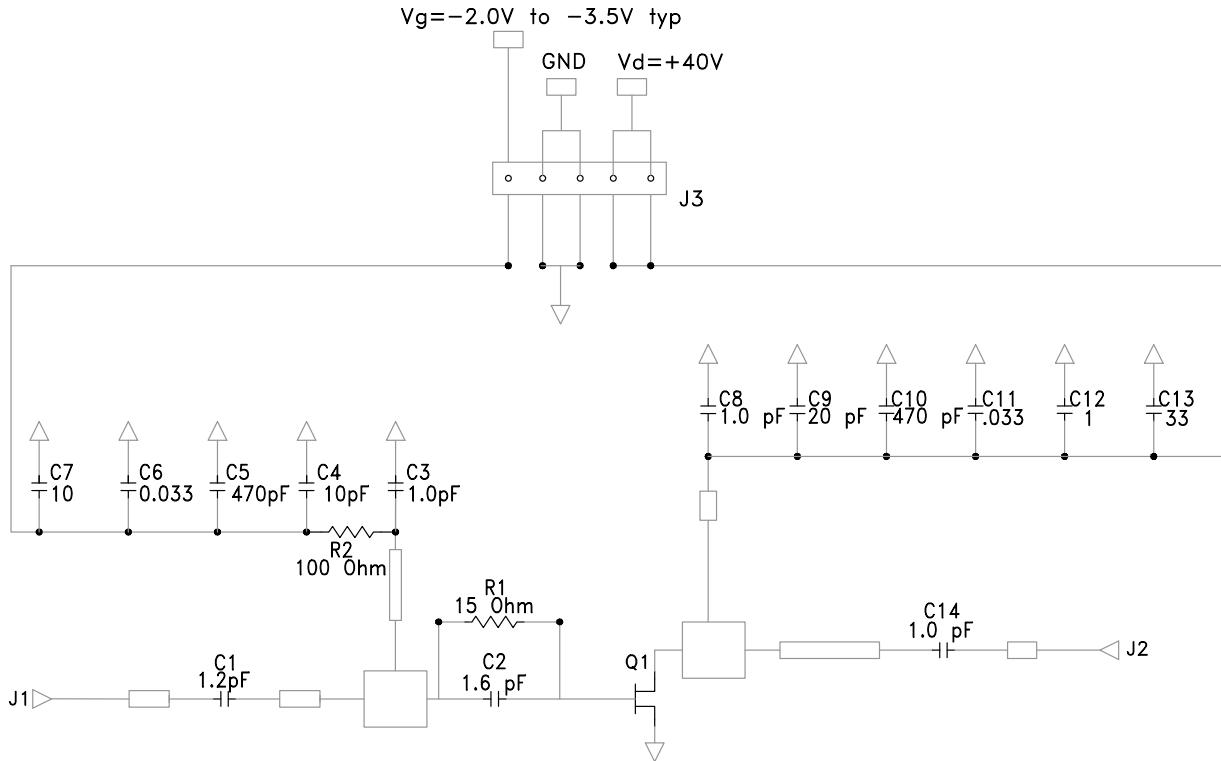 Vg=-2.0V to -3.5V typ
GND
Vd=+40V
J3
C8
1.0 pF
C9
20 pF
C10
470 pF
C11
.033
C12
1
C13
33
C7
10
C6
0.033
C5
470pF
C4
10pF
C3
1.0pF
R2
100 Ohm
R1
15 Ohm
C14
1.0 pF
J2
Q1
C1
1.2pF
C2
1.6 pF
J1